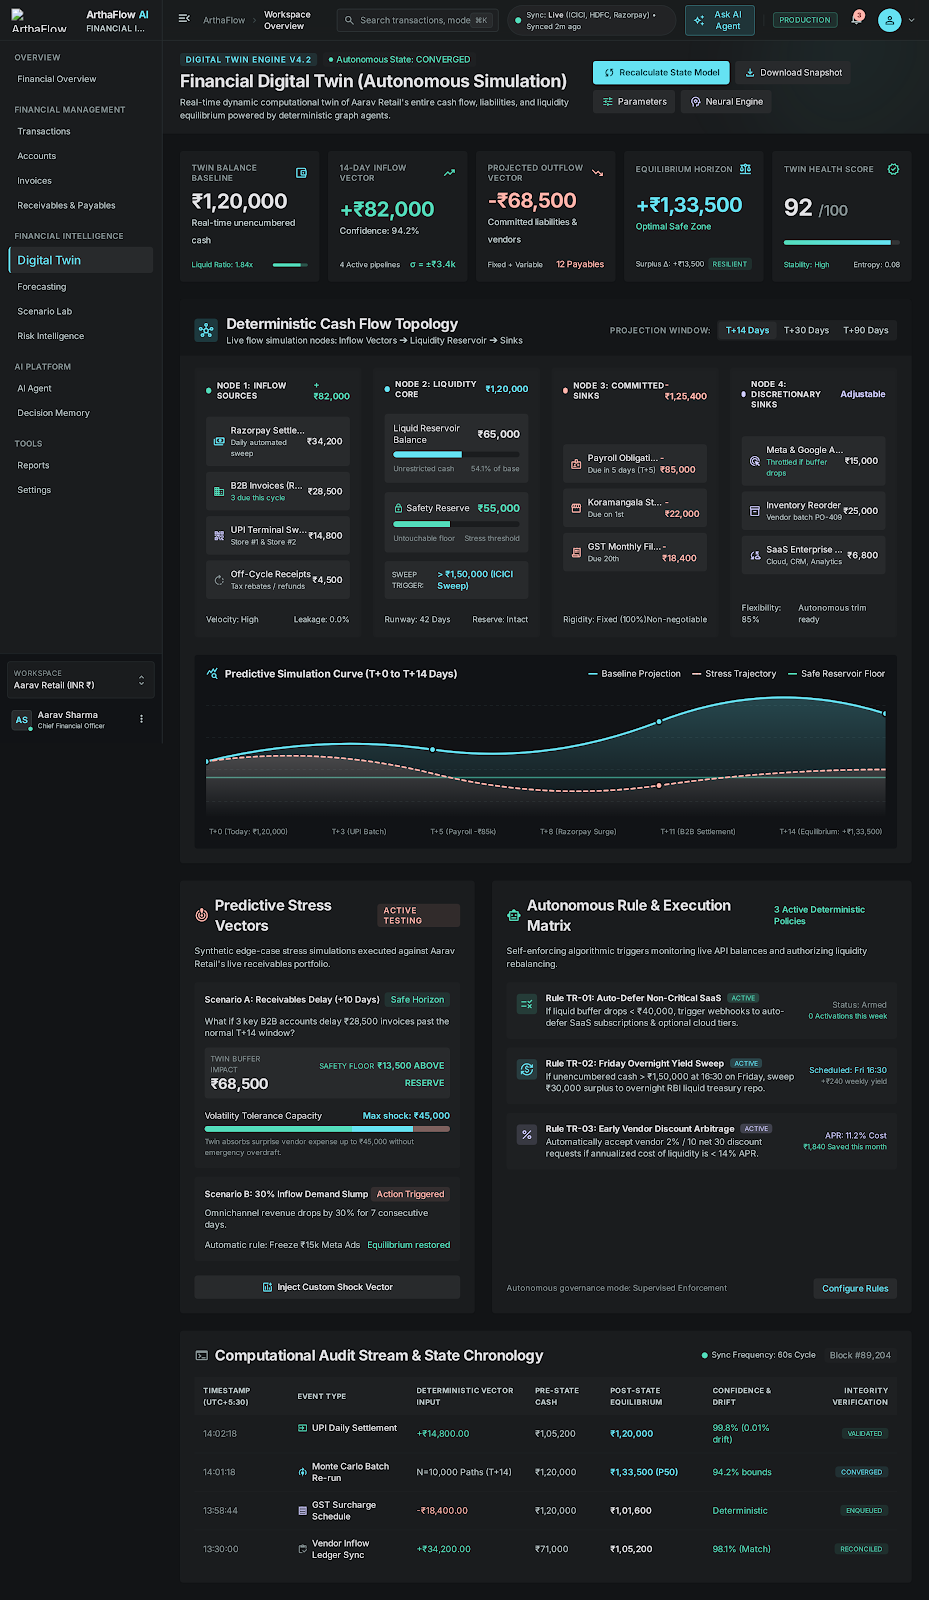 ArthaFlow
ArthaFlow AI
FINANCIAL I...
ArthaFlow
Workspace
Overview
Search transactions, mode
⌘K
Sync: Live (ICICI, HDFC, Razorpay) •
Synced 2m ago
Ask AI
Agent
PRODUCTION
3
OVERVIEW
Financial Overview
FINANCIAL MANAGEMENT
Transactions
Accounts
Invoices
Receivables & Payables
FINANCIAL INTELLIGENCE
Digital Twin
Forecasting
Scenario Lab
Risk Intelligence
AI PLATFORM
AI Agent
Decision Memory
TOOLS
Reports
Settings
WORKSPACE
Aarav Retail (INR ₹)
AS
Aarav Sharma
Chief Financial Officer
DIGITAL TWIN ENGINE V4.2
Autonomous State: CONVERGED
Financial Digital Twin (Autonomous Simulation)
Real-time dynamic computational twin of Aarav Retail's entire cash flow, liabilities, and liquidity
equilibrium powered by deterministic graph agents.
Recalculate State Model
Download Snapshot
Parameters
Neural Engine
TWIN BALANCE
BASELINE
₹1,20,000
Real-time unencumbered
cash
Liquid Ratio: 1.84x
14-DAY INFLOW
VECTOR
+₹82,000
Confidence: 94.2%
4 Active pipelines
σ = ±₹3.4k
PROJECTED OUTFLOW
VECTOR
-₹68,500
Committed liabilities &
vendors
Fixed + Variable
12 Payables
EQUILIBRIUM HORIZON
+₹1,33,500
Optimal Safe Zone
Surplus Δ: +₹13,500
RESILIENT
TWIN HEALTH SCORE
92 /100
Stability: High
Entropy: 0.08
Deterministic Cash Flow Topology
Live flow simulation nodes: Inflow Vectors → Liquidity Reservoir → Sinks
PROJECTION WINDOW:
T+14 Days
T+30 Days
T+90 Days
NODE 1: INFLOW
SOURCES
+
₹82,000
Razorpay Settle...
Daily automated
sweep
₹34,200
B2B Invoices (R...
3 due this cycle
₹28,500
UPI Terminal Sw...
Store #1 & Store #2
₹14,800
Off-Cycle Receipts
Tax rebates / refunds
₹4,500
Velocity: High
Leakage: 0.0%
NODE 2: LIQUIDITY
CORE
₹1,20,000
Liquid Reservoir
Balance
₹65,000
Unrestricted cash
54.1% of base
Safety Reserve
₹55,000
Untouchable floor
Stress threshold
SWEEP
TRIGGER:
> ₹1,50,000 (ICICI
Sweep)
Runway: 42 Days
Reserve: Intact
NODE 3: COMMITTED
SINKS
-
₹1,25,400
Payroll Obligati...
Due in 5 days (T+5)
-
₹85,000
Koramangala St...
Due on 1st
-
₹22,000
GST Monthly Fil...
Due 20th
-
₹18,400
Rigidity: Fixed (100%)
Non-negotiable
NODE 4:
DISCRETIONARY
SINKS
Adjustable
Meta & Google A...
Throttled if buffer
drops
₹15,000
Inventory Reorder
Vendor batch PO-409
₹25,000
SaaS Enterprise ...
Cloud, CRM, Analytics
₹6,800
Flexibility:
85%
Autonomous trim
ready
Predictive Simulation Curve (T+0 to T+14 Days)
Baseline Projection
Stress Trajectory
Safe Reservoir Floor
T+0 (Today: ₹1,20,000)
T+3 (UPI Batch)
T+5 (Payroll -₹85k)
T+8 (Razorpay Surge)
T+11 (B2B Settlement)
T+14 (Equilibrium: +₹1,33,500)
Predictive Stress
Vectors
ACTIVE
TESTING
Synthetic edge-case stress simulations executed against Aarav
Retail's live receivables portfolio.
Scenario A: Receivables Delay (+10 Days)
Safe Horizon
What if 3 key B2B accounts delay ₹28,500 invoices past the
normal T+14 window?
TWIN BUFFER
IMPACT
₹68,500
SAFETY FLOOR ₹13,500 ABOVE
RESERVE
Volatility Tolerance Capacity
Max shock: ₹45,000
Twin absorbs surprise vendor expense up to ₹45,000 without
emergency overdraft.
Scenario B: 30% Inflow Demand Slump
Action Triggered
Omnichannel revenue drops by 30% for 7 consecutive
days.
Automatic rule: Freeze ₹15k Meta Ads
Equilibrium restored
Inject Custom Shock Vector
Autonomous Rule & Execution
Matrix
3 Active Deterministic
Policies
Self-enforcing algorithmic triggers monitoring live API balances and authorizing liquidity
rebalancing.
Rule TR-01: Auto-Defer Non-Critical SaaS
ACTIVE
If liquid buffer drops < ₹40,000, trigger webhooks to auto-
defer SaaS subscriptions & optional cloud tiers.
Status: Armed
0 Activations this week
Rule TR-02: Friday Overnight Yield Sweep
ACTIVE
If unencumbered cash > ₹1,50,000 at 16:30 on Friday, sweep
₹30,000 surplus to overnight RBI liquid treasury repo.
Scheduled: Fri 16:30
+₹240 weekly yield
Rule TR-03: Early Vendor Discount Arbitrage
ACTIVE
Automatically accept vendor 2% / 10 net 30 discount
requests if annualized cost of liquidity is < 14% APR.
APR: 11.2% Cost
₹1,840 Saved this month
Autonomous governance mode: Supervised Enforcement
Configure Rules
Computational Audit Stream & State Chronology
Sync Frequency: 60s Cycle
Block #89,204
TIMESTAMP
(UTC+5:30)
EVENT TYPE
DETERMINISTIC VECTOR
INPUT
PRE-STATE
CASH
POST-STATE
EQUILIBRIUM
CONFIDENCE &
DRIFT
INTEGRITY
VERIFICATION
14:02:18
UPI Daily Settlement
+₹14,800.00
₹1,05,200
₹1,20,000
99.8% (0.01%
drift)
VALIDATED
14:01:18
Monte Carlo Batch
Re-run
N=10,000 Paths (T+14)
₹1,20,000
₹1,33,500 (P50)
94.2% bounds
CONVERGED
13:58:44
GST Surcharge
Schedule
-₹18,400.00
₹1,20,000
₹1,01,600
Deterministic
ENQUEUED
13:30:00
Vendor Inflow
Ledger Sync
+₹34,200.00
₹71,000
₹1,05,200
98.1% (Match)
RECONCILED